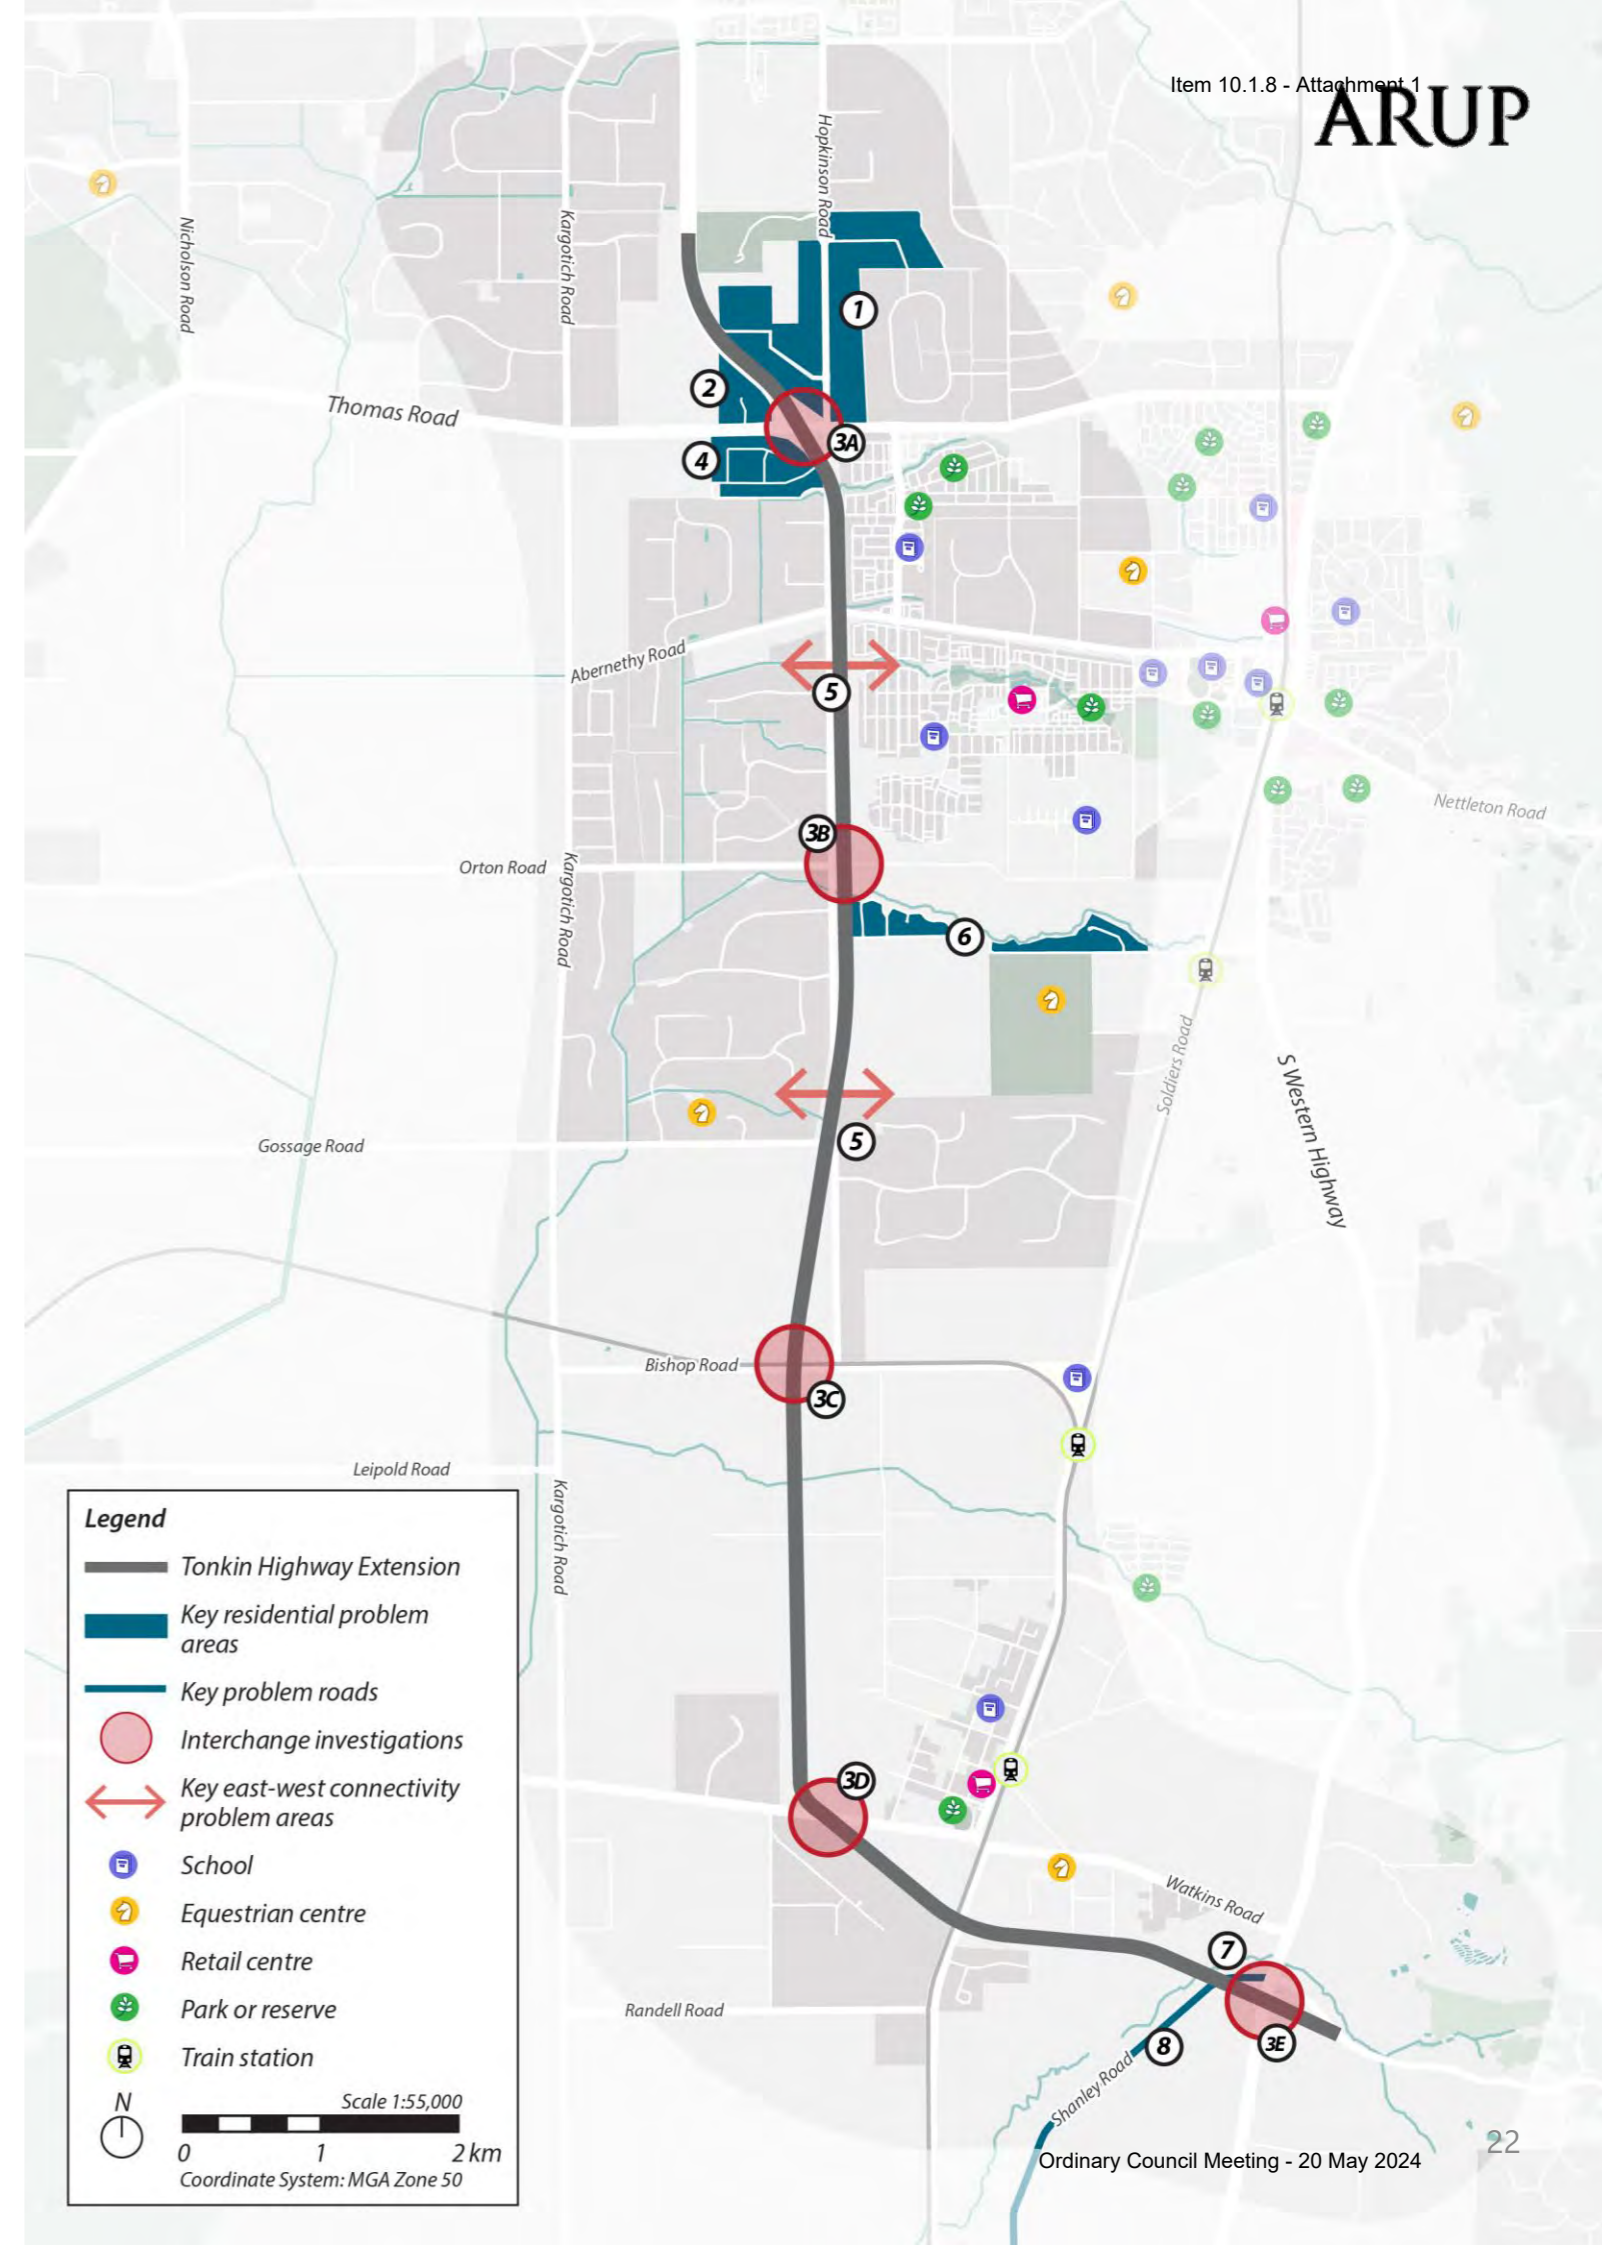 Item 10.1.8 - Attachment 1
ARUP
Hopkinson Road
Nicholson Road
Kargotich Road
1
2
Thomas Road
3A
4
Abernethy Road
5
Nettleton Road
3B
Orton Road
Kargotich Road
6
Soldiers Road
S Western Highway
Gossage Road
5
Bishop Road
3C
Leipold Road
Kargotich Road
Legend
Tonkin Highway Extension
Key residential problem
areas
Key problem roads
Interchange investigations
Key east-west connectivity
problem areas
School
Equestrian centre
Retail centre
Park or reserve
Train station
N
Scale 1:55,000
0 1 2 km
Coordinate System: MGA Zone 50
3D
Watkins Road
7
Randell Road
3E
8
Shanley Road
22
Ordinary Council Meeting - 20 May 2024